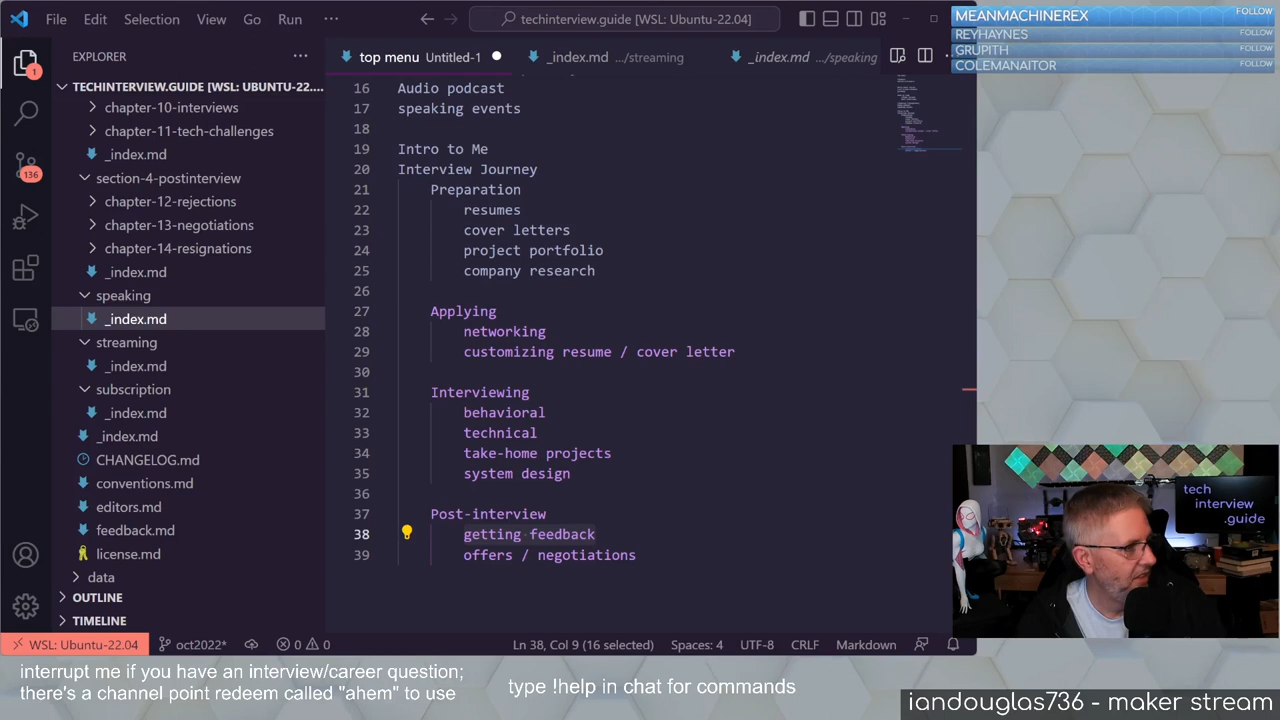 File Edit Selection View Go Run ···
techinterview.guide [WSL: Ubuntu-22.04]
MEANMACHINEREX FOLLOW
REYHAYNES FOLLOW
GRUPITH FOLLOW
COLEMANAITOR FOLLOW
EXPLORER ···
top menu Untitled-1
_index.md .../streaming
_index.md .../speaking
1
136
TECHINTERVIEW.GUIDE [WSL: UBUNTU-22....
chapter-10-interviews
chapter-11-tech-challenges
_index.md
section-4-postinterview
chapter-12-rejections
chapter-13-negotiations
chapter-14-resignations
_index.md
speaking
_index.md
streaming
_index.md
subscription
_index.md
_index.md
CHANGELOG.md
conventions.md
editors.md
feedback.md
license.md
data
OUTLINE
TIMELINE
16 Audio podcast
17 speaking events
18
19 Intro to Me
20 Interview Journey
21 Preparation
22 resumes
23 cover letters
24 project portfolio
25 company research
26
27 Applying
28 networking
29 customizing resume / cover letter
30
31 Interviewing
32 behavioral
33 technical
34 take-home projects
35 system design
36
37 Post-interview
38 getting feedback
39 offers / negotiations
tech
interview
.guide
WSL: Ubuntu-22.04 oct2022* 0 0 Ln 38, Col 9 (16 selected) Spaces: 4 UTF-8 CRLF Markdown
interrupt me if you have an interview/career question;
there's a channel point redeem called "ahem" to use
type !help in chat for commands
iandouglas736 - maker stream